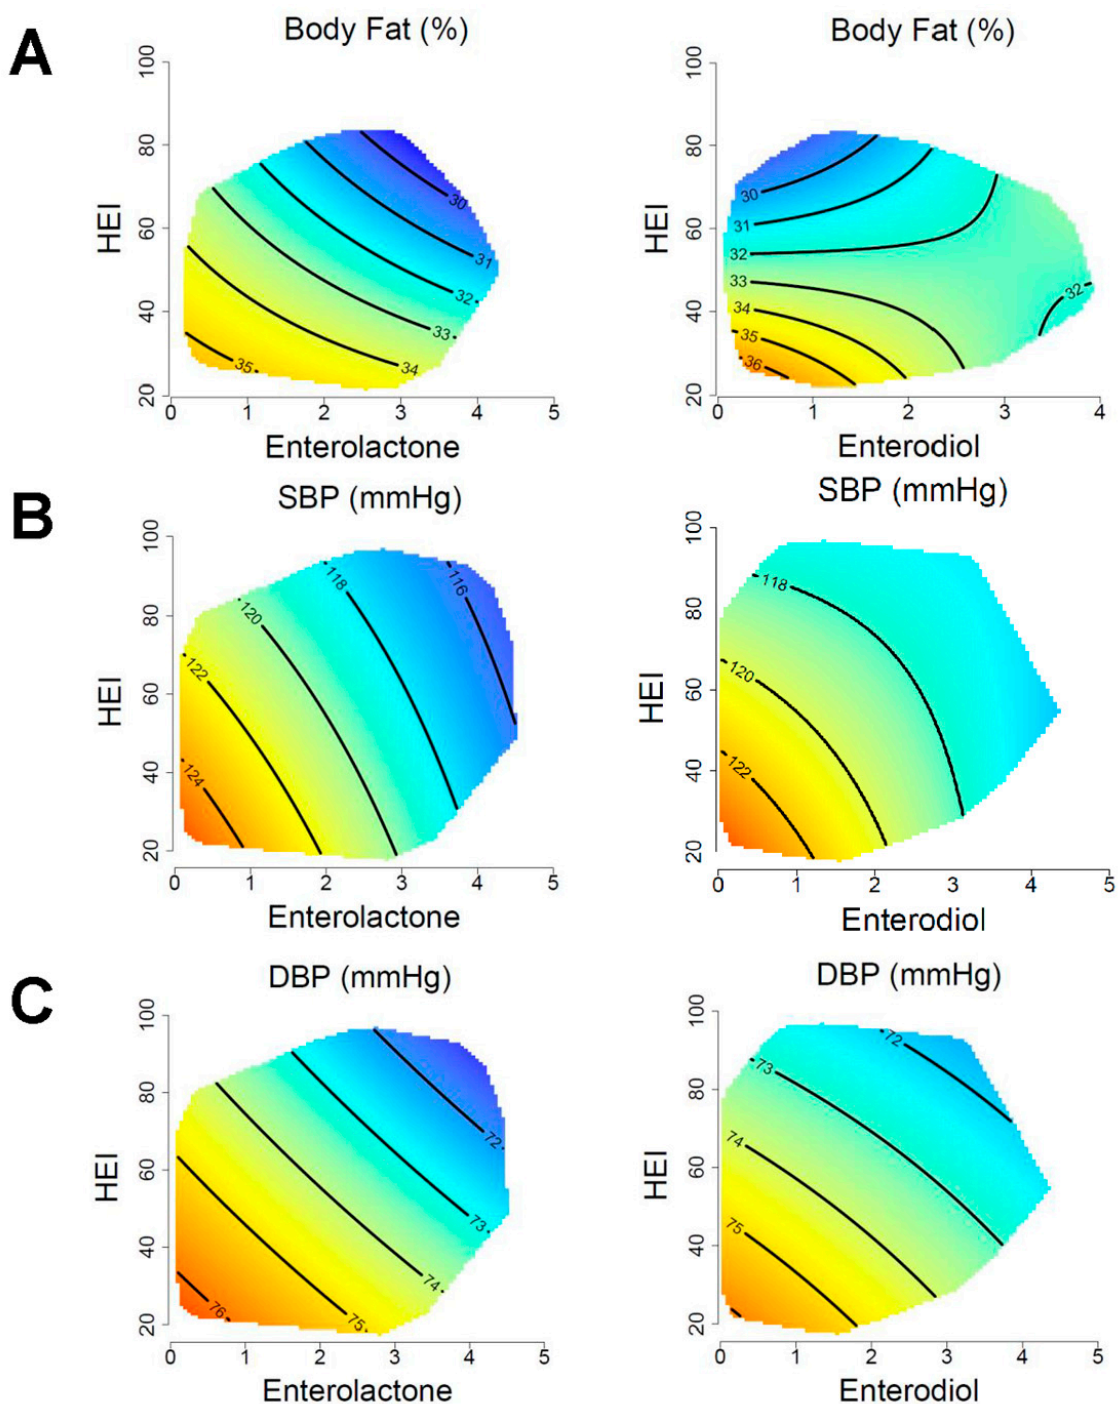 A
Body Fat (%)
Body Fat (%)
100
80
60
40
20
HEI
30
31
32
33
34
35
0 1 2 3 4 5
Enterolactone
100
80
60
40
20
HEI
30
31
32
33
34
35
36
32
0 1 2 3 4
Enterodiol
B
SBP (mmHg)
SBP (mmHg)
100
80
60
40
20
HEI
116
118
120
122
124
0 1 2 3 4 5
Enterolactone
100
80
60
40
20
HEI
118
120
122
0 1 2 3 4 5
Enterodiol
C
DBP (mmHg)
DBP (mmHg)
100
80
60
40
20
HEI
72
73
74
75
76
0 1 2 3 4 5
Enterolactone
100
80
60
40
20
HEI
72
73
74
75
0 1 2 3 4 5
Enterodiol